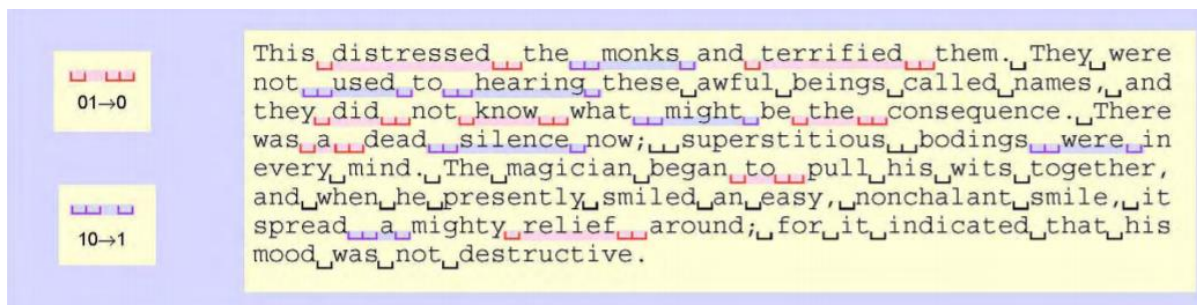 01→0
10→1
This distressed  the  monks and terrified  them. They were
not  used to  hearing these awful beings called names, and
they did  not know  what  might be the  consequence. There
was a  dead  silence now;  superstitious  bodings  were in
every mind. The magician began to  pull his wits together,
and when he presently smiled an easy, nonchalant smile, it
spread  a mighty relief  around; for it indicated that his
mood was not destructive.